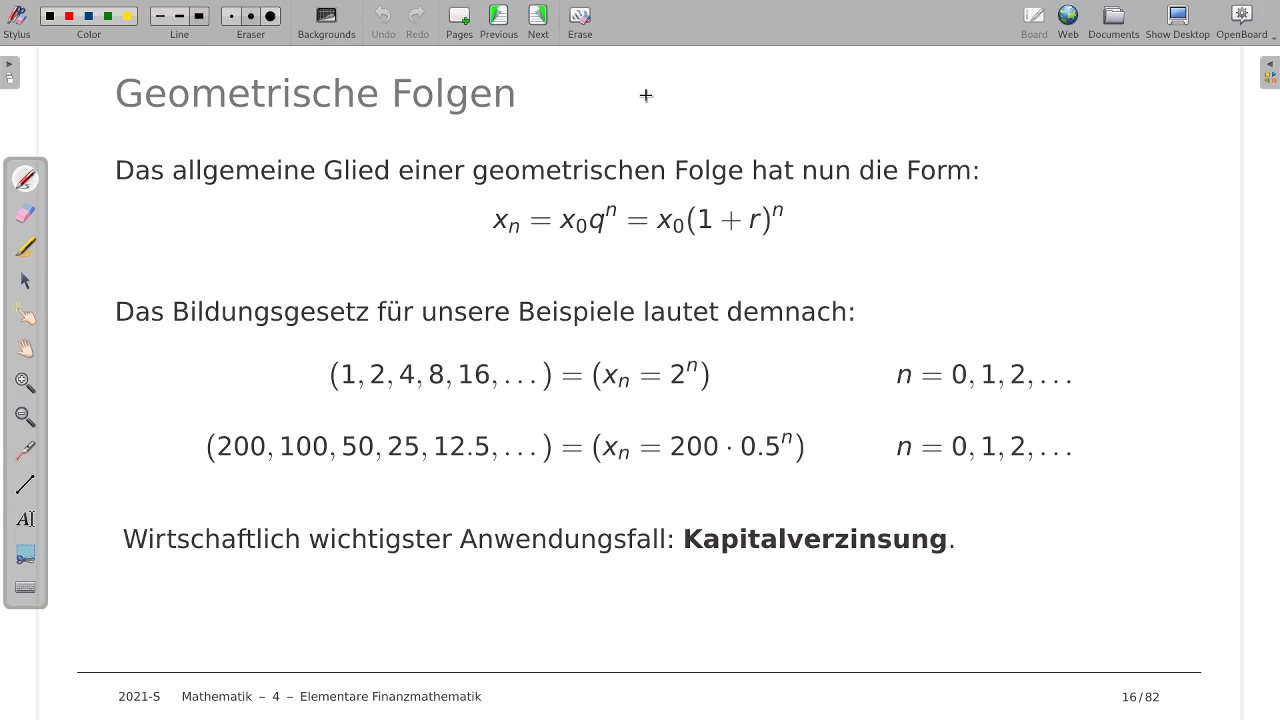 Stylus
Color
Line
Eraser
Backgrounds
Undo
Redo
Pages
Previous
Next
Erase
Board
Web
Documents
Show Desktop
OpenBoard
Geometrische Folgen
Das allgemeine Glied einer geometrischen Folge hat nun die Form:
xₙ = x₀qⁿ = x₀(1 + r)ⁿ
Das Bildungsgesetz für unsere Beispiele lautet demnach:
(1, 2, 4, 8, 16, . . . ) = (xₙ = 2ⁿ) n = 0, 1, 2, . . .
(200, 100, 50, 25, 12.5, . . . ) = (xₙ = 200 · 0.5ⁿ) n = 0, 1, 2, . . .
Wirtschaftlich wichtigster Anwendungsfall: Kapitalverzinsung.
2021-S Mathematik – 4 – Elementare Finanzmathematik 16/82